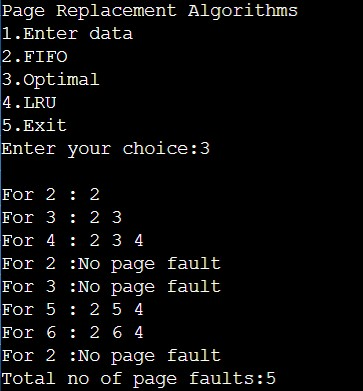 Page Replacement Algorithms
1.Enter data
2.FIFO
3.Optimal
4.LRU
5.Exit
Enter your choice:3
For 2 : 2
For 3 : 2 3
For 4 : 2 3 4
For 2 :No page fault
For 3 :No page fault
For 5 : 2 5 4
For 6 : 2 6 4
For 2 :No page fault
Total no of page faults:5